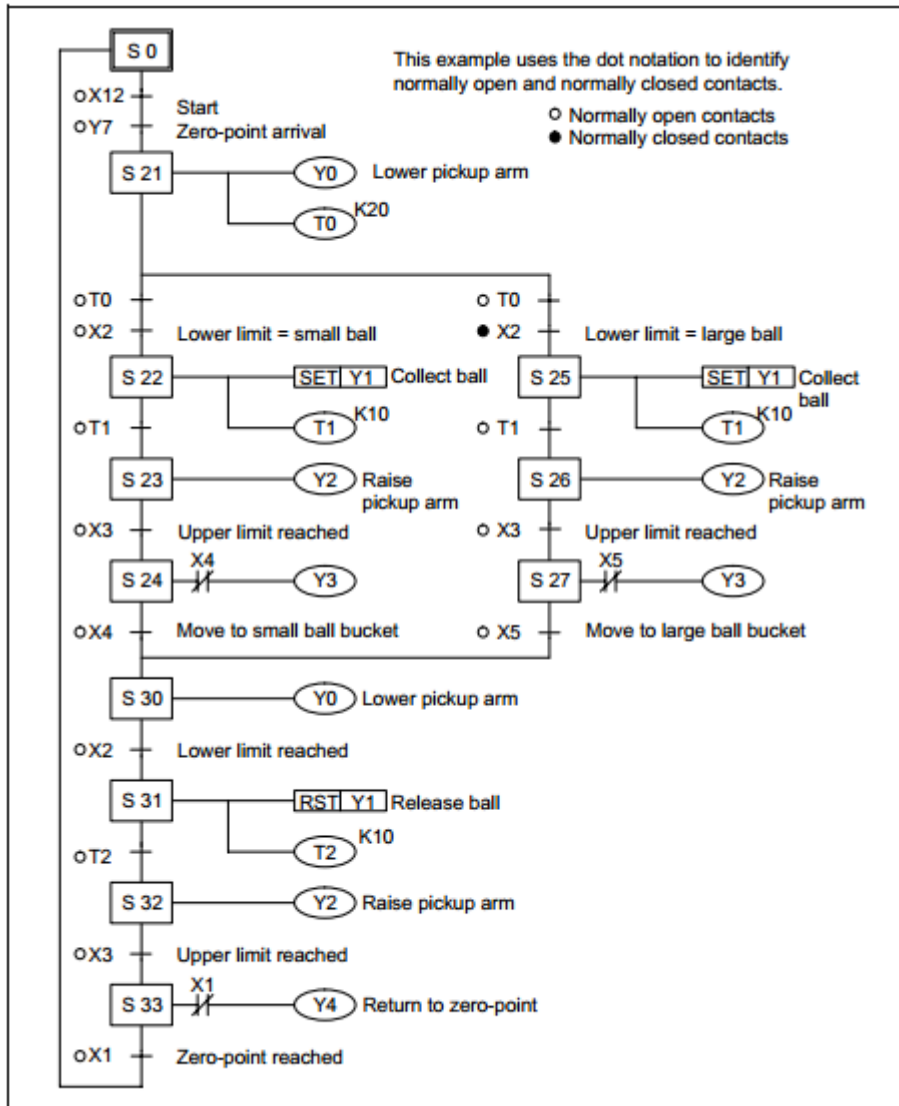 S 0
This example uses the dot notation to identify
normally open and normally closed contacts.
X12
Start
Normally open contacts
Y7
Zero-point arrival
Normally closed contacts
S 21
Y0
Lower pickup arm
T0
K20
T0
T0
X2
Lower limit = small ball
X2
Lower limit = large ball
S 22
SET Y1
Collect ball
S 25
SET Y1
Collect
ball
T1
K10
T1
K10
T1
T1
S 23
Y2
Raise
pickup arm
S 26
Y2
Raise
pickup arm
X3
Upper limit reached
X3
Upper limit reached
S 24
X4
Y3
S 27
X5
Y3
X4
Move to small ball bucket
X5
Move to large ball bucket
S 30
Y0
Lower pickup arm
X2
Lower limit reached
S 31
RST Y1
Release ball
T2
K10
T2
S 32
Y2
Raise pickup arm
X3
Upper limit reached
S 33
X1
Y4
Return to zero-point
X1
Zero-point reached